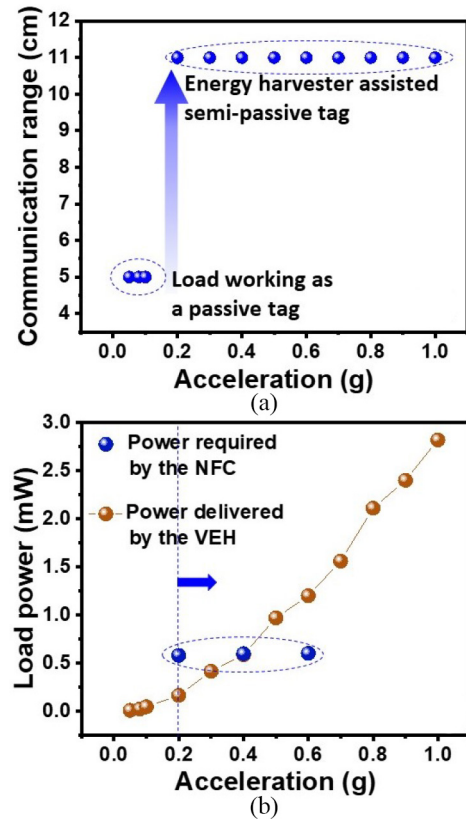 (a)
Communication range (cm)
12
11
10
9
8
7
6
5
4
Energy harvester assisted
semi-passive tag
Load working as
a passive tag
0.0 0.2 0.4 0.6 0.8 1.0
Acceleration (g)
(a)
Load power (mW)
3.0
2.5
2.0
1.5
1.0
0.5
0.0
Power required
by the NFC
Power delivered
by the VEH
0.0 0.2 0.4 0.6 0.8 1.0
Acceleration (g)
(b)